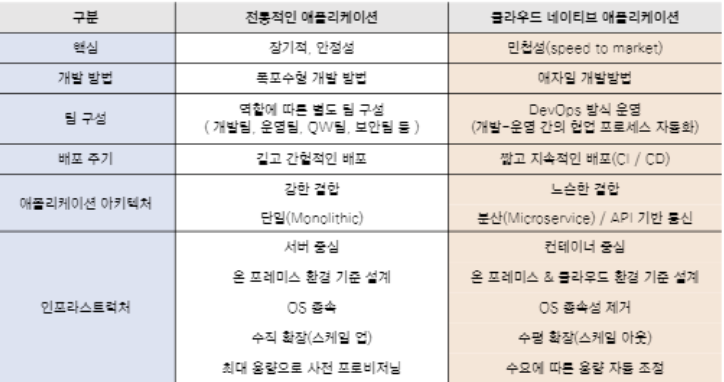 구분 전통적인 애플리케이션 클라우드 네이티브 애플리케이션
핵심 장기적, 안정성 민첩성(speed to market)
개발 방법 폭포수형 개발 방법 애자일 개발방법
팀 구성 역할에 따른 별도 팀 구성 DevOps 방식 운영
( 개발팀, 운영팀, QW팀, 보안팀 등 ) (개발-운영 간의 협업 프로세스 자동화)
배포 주기 길고 간헐적인 배포 짧고 지속적인 배포(CI / CD)
애플리케이션 아키텍처 강한 결합 느슨한 결합
단일(Monolithic) 분산(Microservice) / API 기반 통신
인프라스트럭처 서버 중심 컨테이너 중심
온 프레미스 환경 기준 설계 온 프레미스 & 클라우드 환경 기준 설계
OS 종속 OS 종속성 제거
수직 확장(스케일 업) 수평 확장(스케일 아웃)
최대 용량으로 사전 프로비저닝 수요에 따른 용량 자동 조정